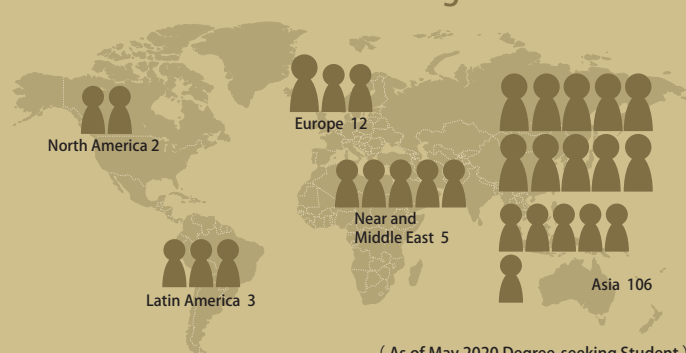 North America 2
Europe 12
Near and
Middle East 5
Latin America 3
Asia 106
( As of May 2020 Degree-seeking Student )